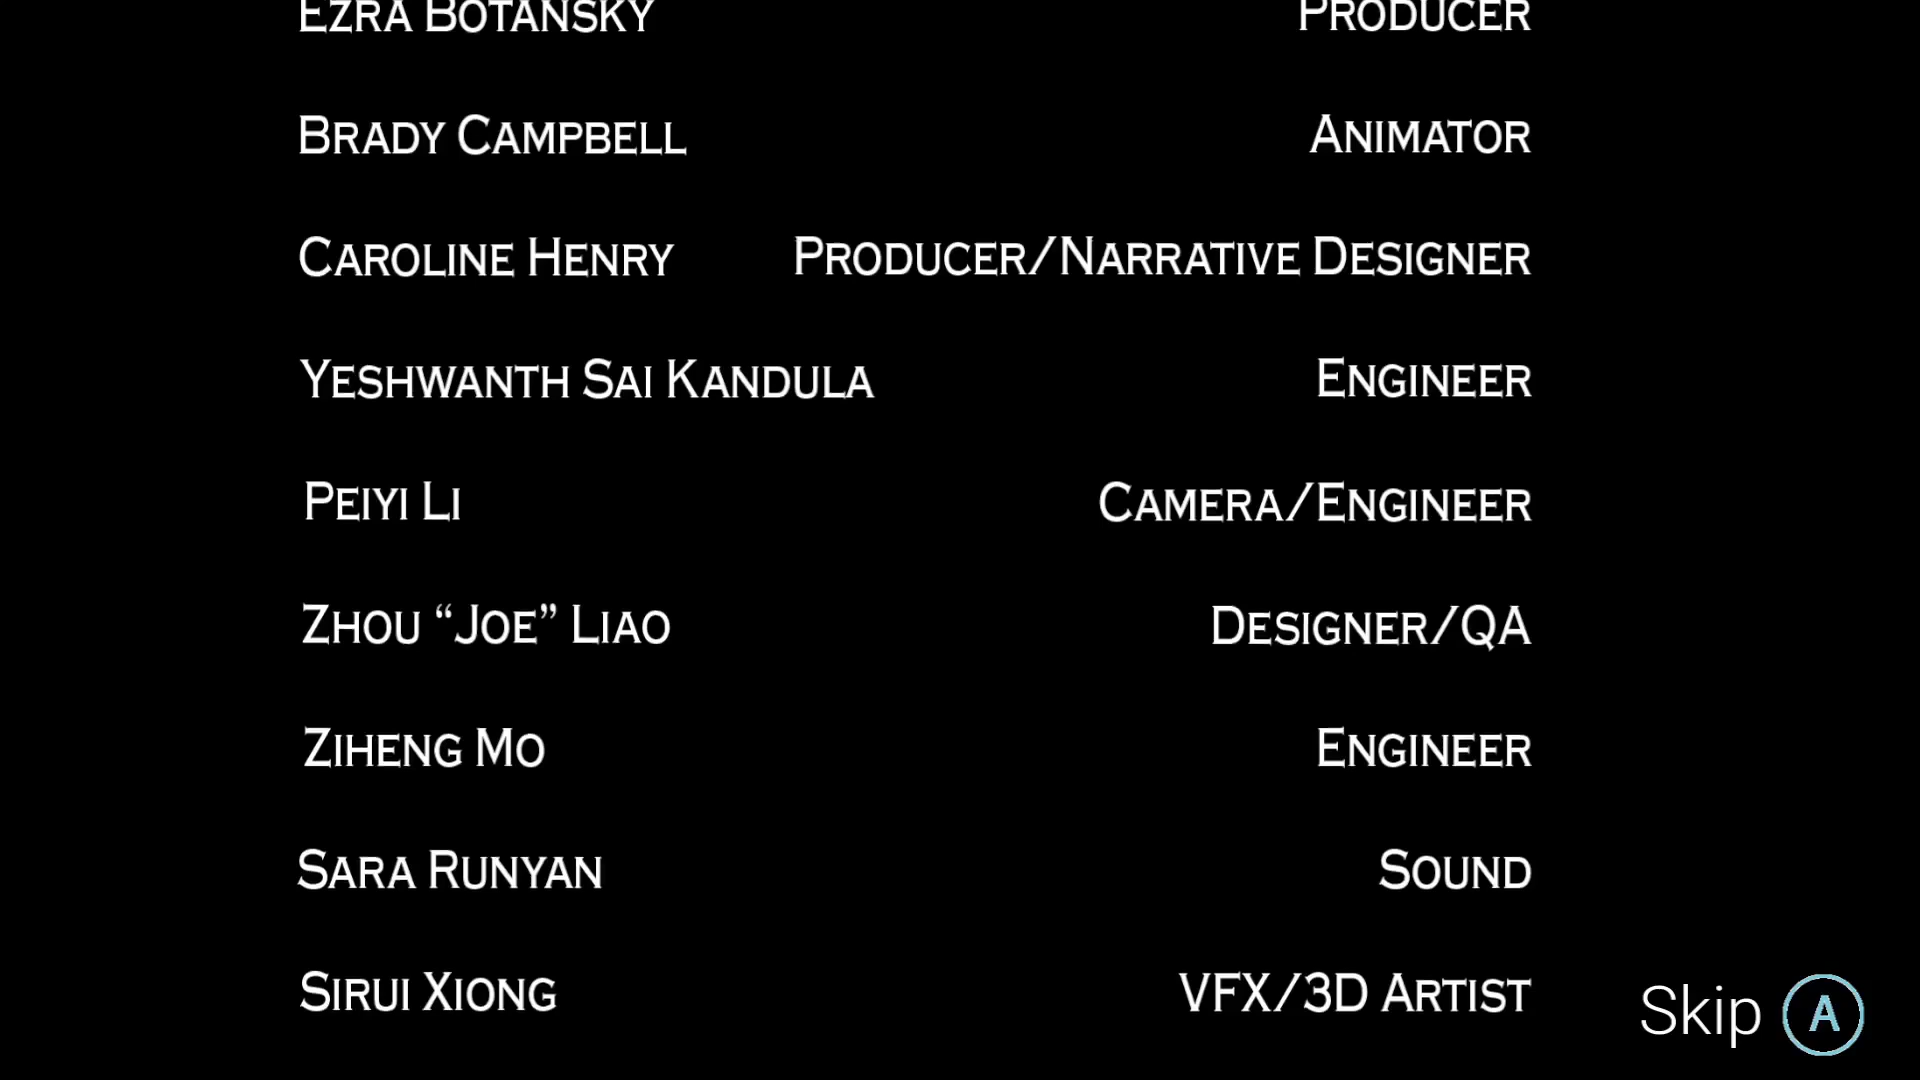 Ezra Botansky Producer
Brady Campbell Animator
Caroline Henry Producer/Narrative Designer
Yeshwanth Sai Kandula Engineer
Peiyi Li Camera/Engineer
Zhou “Joe” Liao Designer/QA
Ziheng Mo Engineer
Sara Runyan Sound
Sirui Xiong VFX/3D Artist
Skip A